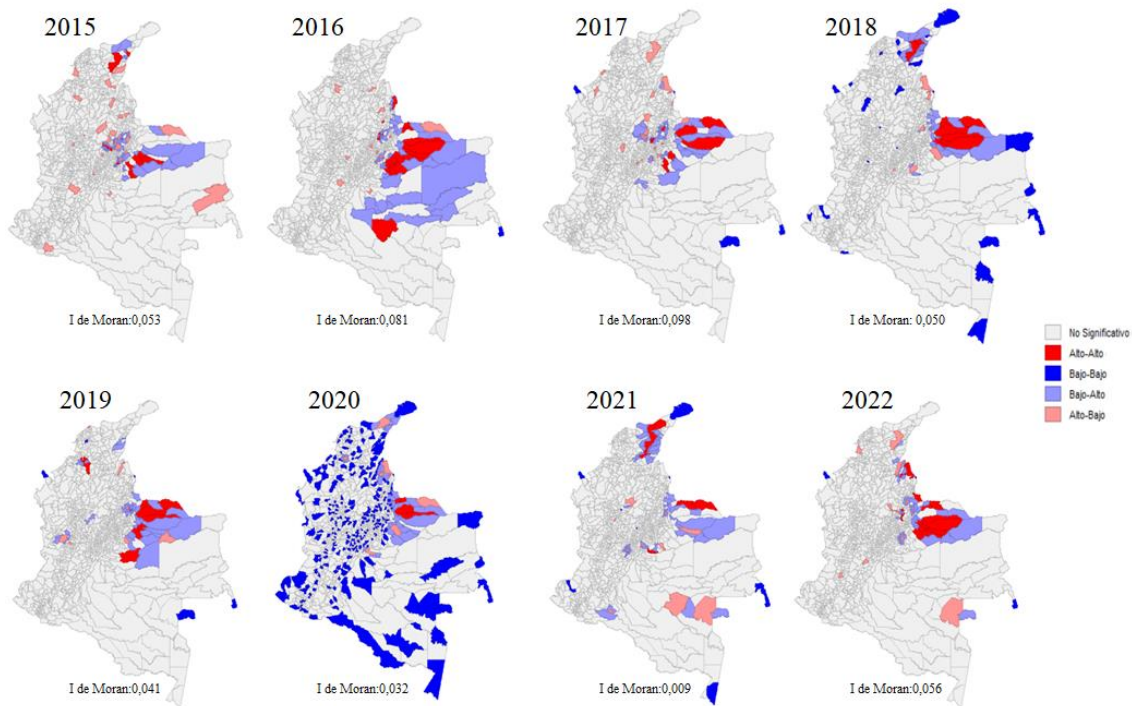 2015
2016
2017
2018
I de Moran:0,053
I de Moran:0,081
I de Moran:0,098
I de Moran: 0,050
No Significativo
Alto-Alto
Bajo-Bajo
Bajo-Alto
Alto-Bajo
2019
2020
2021
2022
I de Moran:0,041
I de Moran:0,032
I de Moran:0,009
I de Moran:0,056